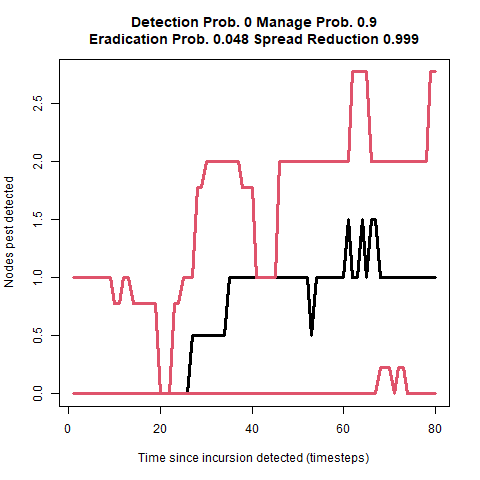 Detection Prob. 0 Manage Prob. 0.9
Eradication Prob. 0.048 Spread Reduction 0.999
Nodes pest detected
2.5
2.0
1.5
1.0
0.5
0.0
0 20 40 60 80
Time since incursion detected (timesteps)